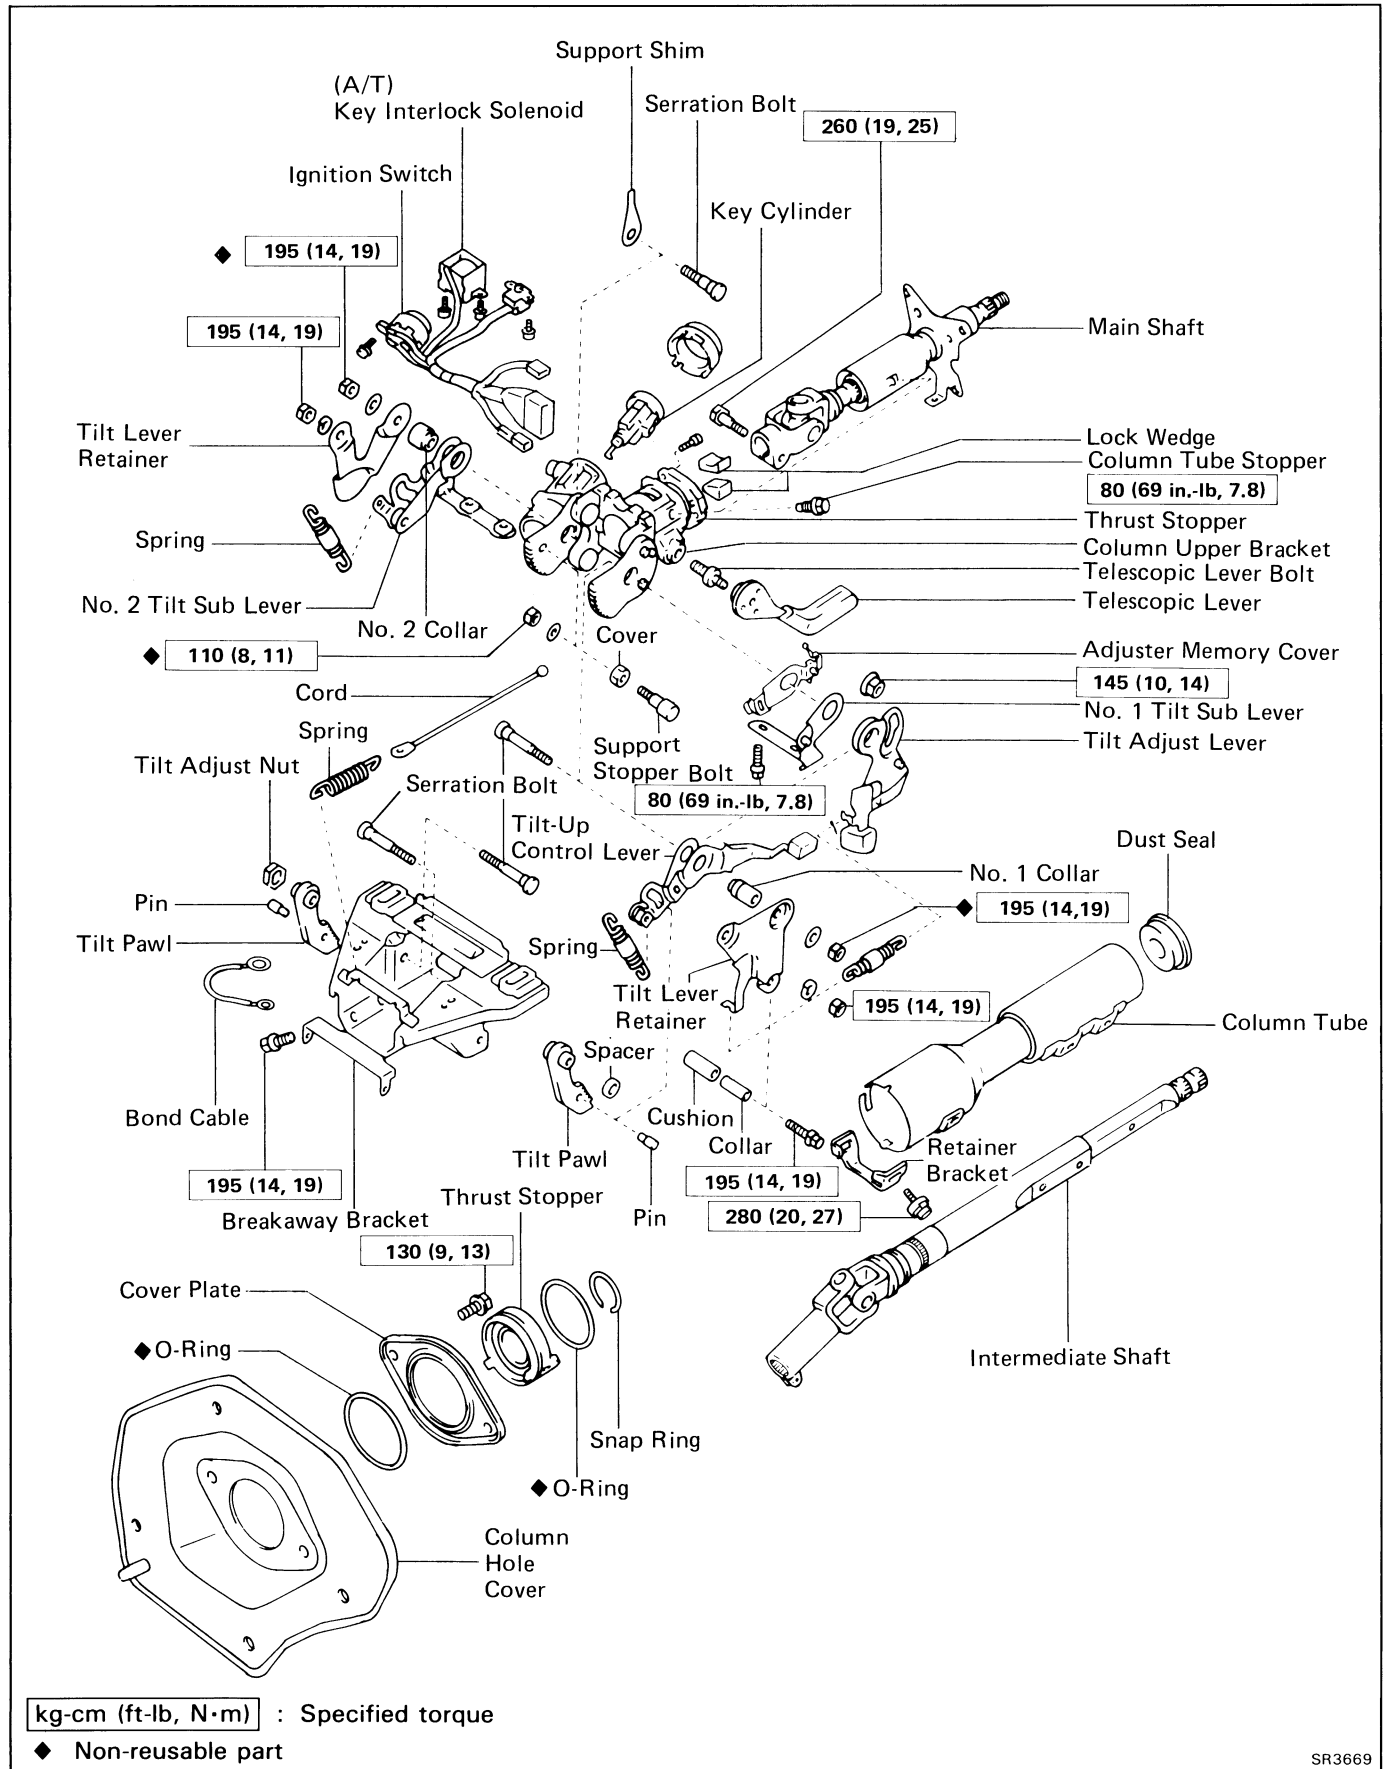 Support Shim
(A/T)
Key Interlock Solenoid
Serration Bolt
260 (19, 25)
Ignition Switch
Key Cylinder
◆ 195 (14, 19)
195 (14, 19)
Main Shaft
Tilt Lever
Retainer
Lock Wedge
Column Tube Stopper
80 (69 in.-lb, 7.8)
Thrust Stopper
Spring
Column Upper Bracket
Telescopic Lever Bolt
Telescopic Lever
No. 2 Tilt Sub Lever
No. 2 Collar
Cover
◆ 110 (8, 11)
Adjuster Memory Cover
145 (10, 14)
Cord
No. 1 Tilt Sub Lever
Spring
Support
Stopper Bolt
Tilt Adjust Lever
Tilt Adjust Nut
Serration Bolt
80 (69 in.-lb, 7.8)
Tilt-Up
Control Lever
Dust Seal
No. 1 Collar
Pin
◆ 195 (14,19)
Tilt Pawl
Spring
Tilt Lever
Retainer
195 (14, 19)
Column Tube
Spacer
Bond Cable
Cushion
Collar
Retainer
Bracket
Tilt Pawl
195 (14, 19)
195 (14, 19)
Thrust Stopper
Pin
280 (20, 27)
Breakaway Bracket
130 (9, 13)
Cover Plate
◆ O-Ring
Intermediate Shaft
Snap Ring
◆ O-Ring
Column
Hole
Cover
kg-cm (ft-lb, N·m) : Specified torque
◆ Non-reusable part
SR3669